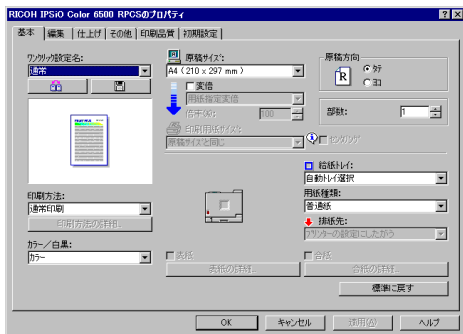 RICOH IPSiO Color 6500 RPCSのプロパティ
基本 編集 仕上げ その他 印刷品質 初期設定
ワンクリック設定名:
通常
印刷方法:
通常印刷
印刷方法の詳細...
カラー/白黒:
カラー
原稿サイズ:
A4 (210 x 297 mm)
変倍
用紙指定変倍
倍率(%): 100
印刷用紙サイズ:
原稿サイズと同じ
原稿方向
タテ
ヨコ
部数: 1
センタリング
給紙トレイ:
自動トレイ選択
用紙種類:
普通紙
排紙先:
プリンターの設定にしたがう
表紙
表紙の詳細...
合紙
合紙の詳細...
標準に戻す
OK キャンセル 適用(A) ヘルプ